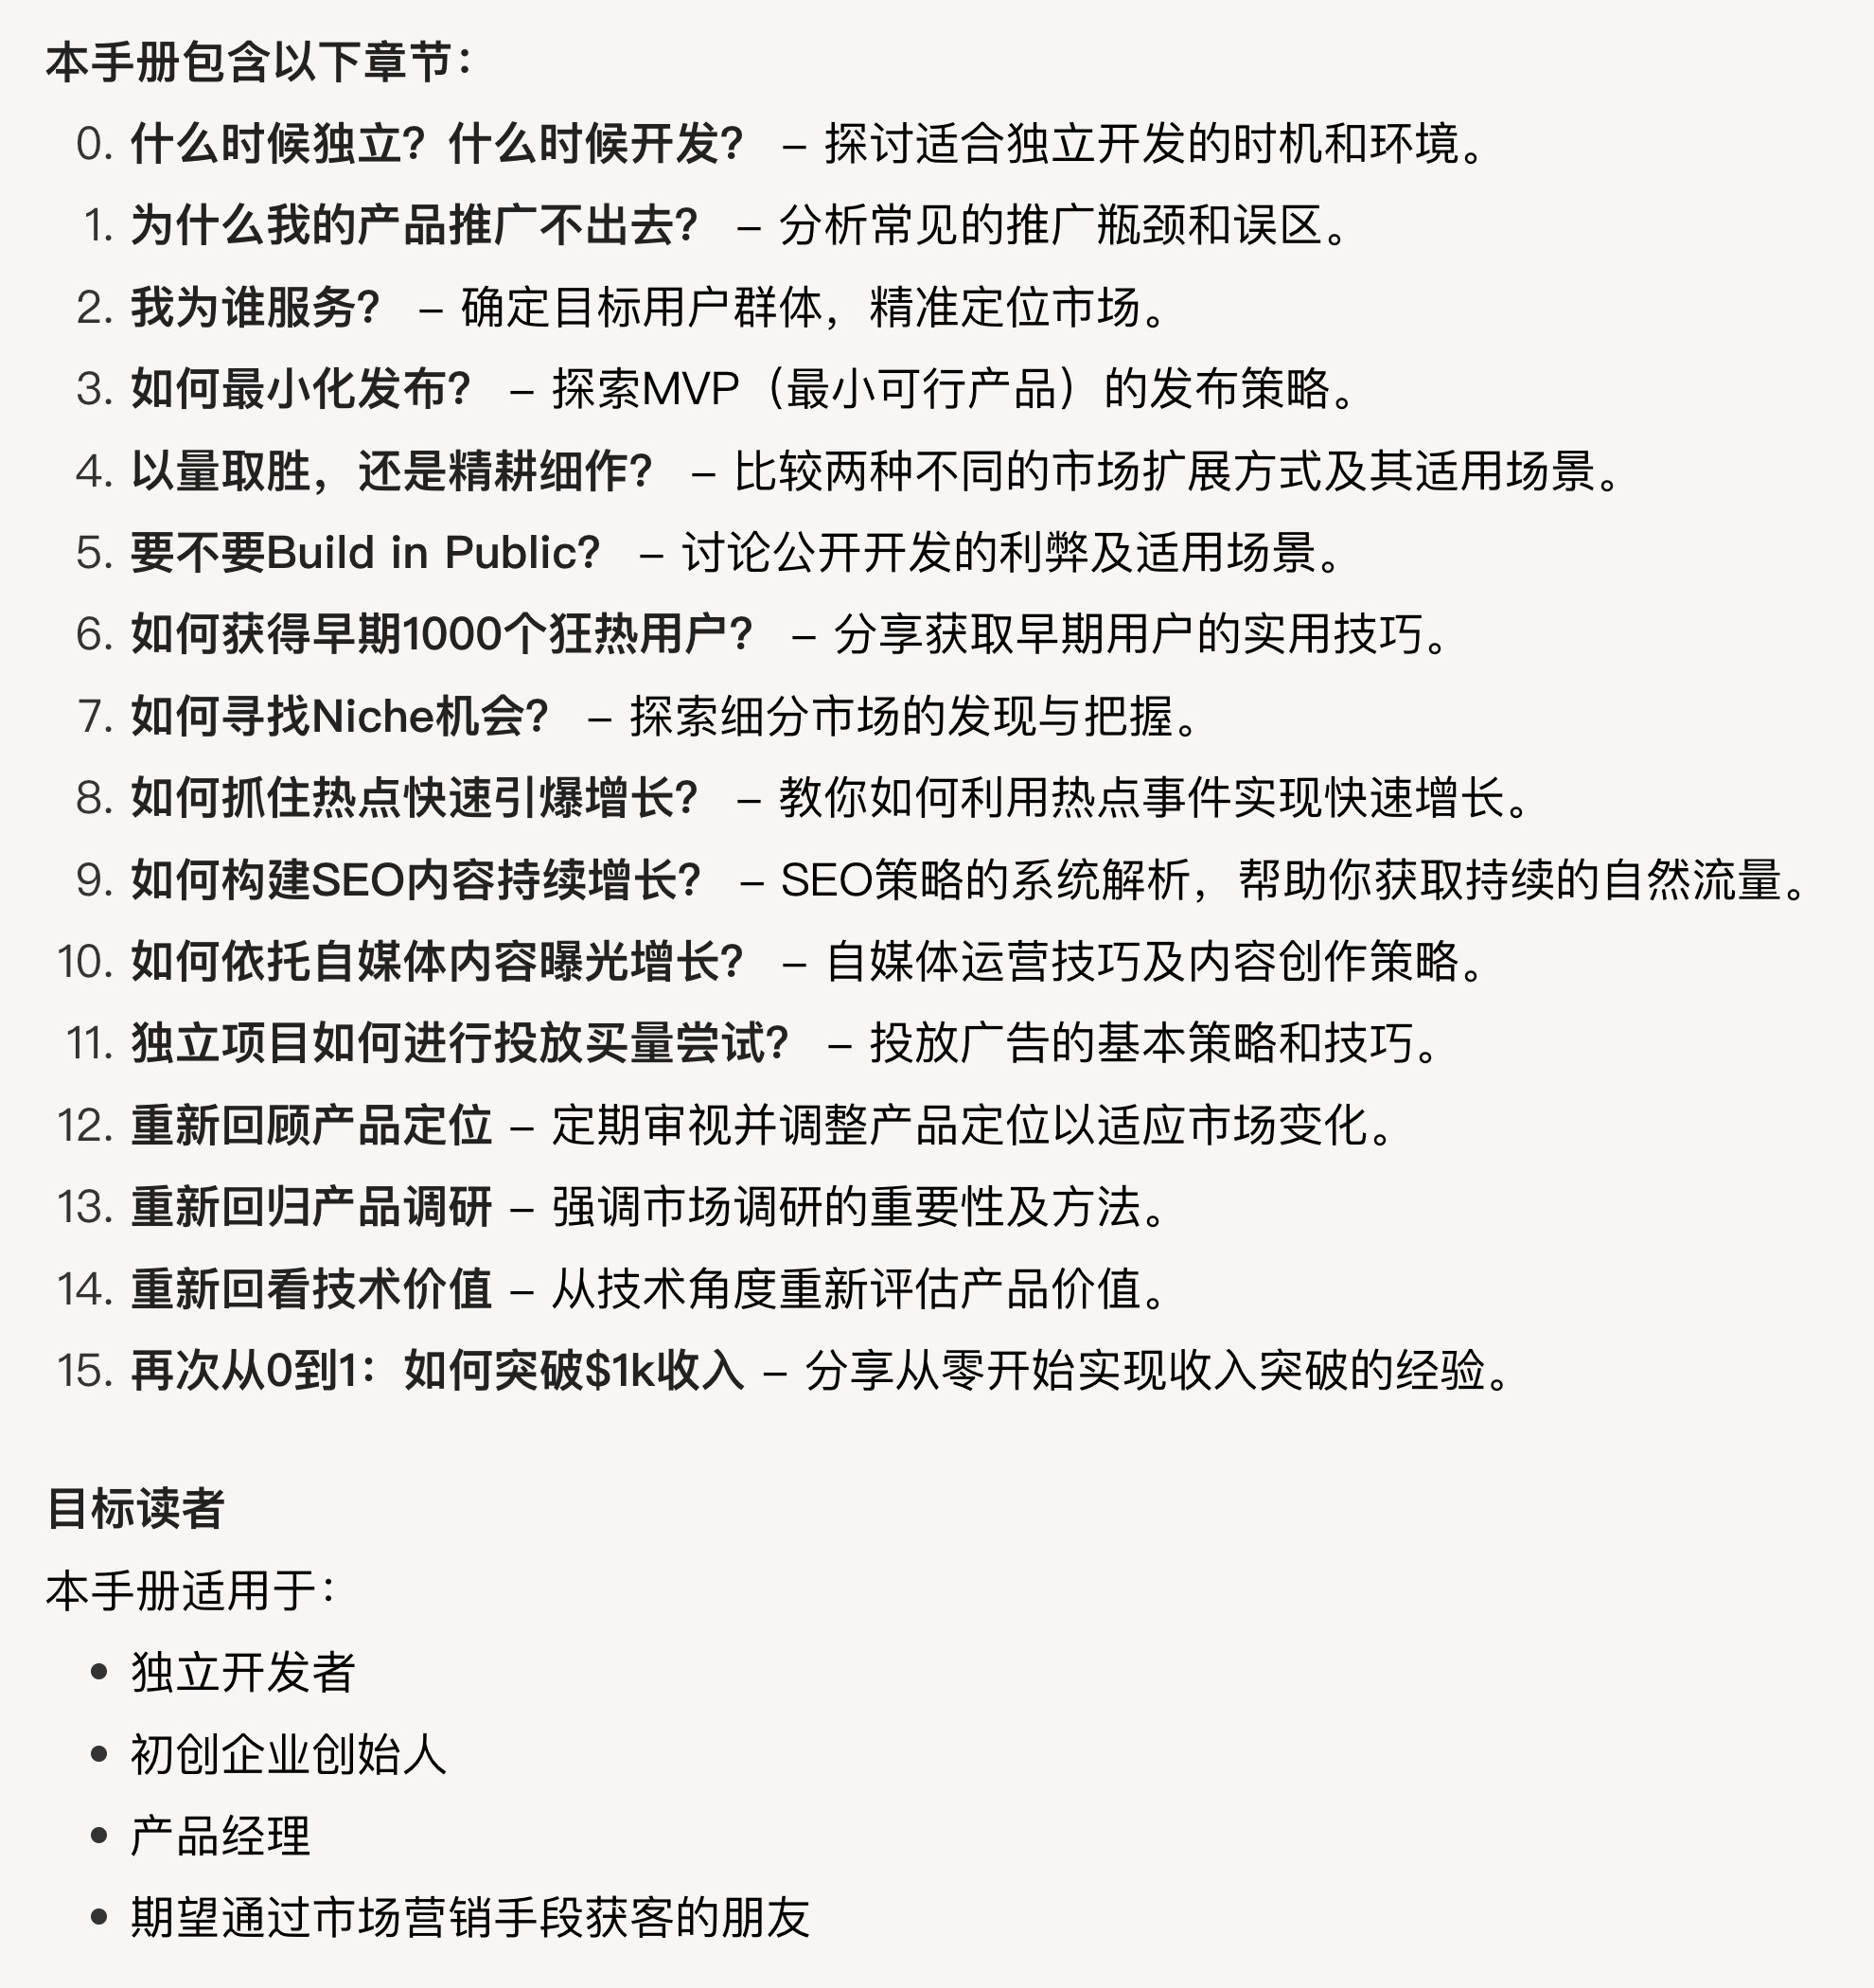 本手册包含以下章节：
0. 什么时候独立？什么时候开发？ – 探讨适合独立开发的时机和环境。
1. 为什么我的产品推广不出去？ – 分析常见的推广瓶颈和误区。
2. 我为谁服务？ – 确定目标用户群体，精准定位市场。
3. 如何最小化发布？ – 探索MVP（最小可行产品）的发布策略。
4. 以量取胜，还是精耕细作？ – 比较两种不同的市场扩展方式及其适用场景。
5. 要不要Build in Public？ – 讨论公开开发的利弊及适用场景。
6. 如何获得早期1000个狂热用户？ – 分享获取早期用户的实用技巧。
7. 如何寻找Niche机会？ – 探索细分市场的发现与把握。
8. 如何抓住热点快速引爆增长？ – 教你如何利用热点事件实现快速增长。
9. 如何构建SEO内容持续增长？ – SEO策略的系统解析，帮助你获取持续的自然流量。
10. 如何依托自媒体内容曝光增长？ – 自媒体运营技巧及内容创作策略。
11. 独立项目如何进行投放买量尝试？ – 投放广告的基本策略和技巧。
12. 重新回顾产品定位 – 定期审视并调整产品定位以适应市场变化。
13. 重新回归产品调研 – 强调市场调研的重要性及方法。
14. 重新回看技术价值 – 从技术角度重新评估产品价值。
15. 再次从0到1：如何突破$1k收入 – 分享从零开始实现收入突破的经验。
目标读者
本手册适用于：
• 独立开发者
• 初创企业创始人
• 产品经理
• 期望通过市场营销手段获客的朋友